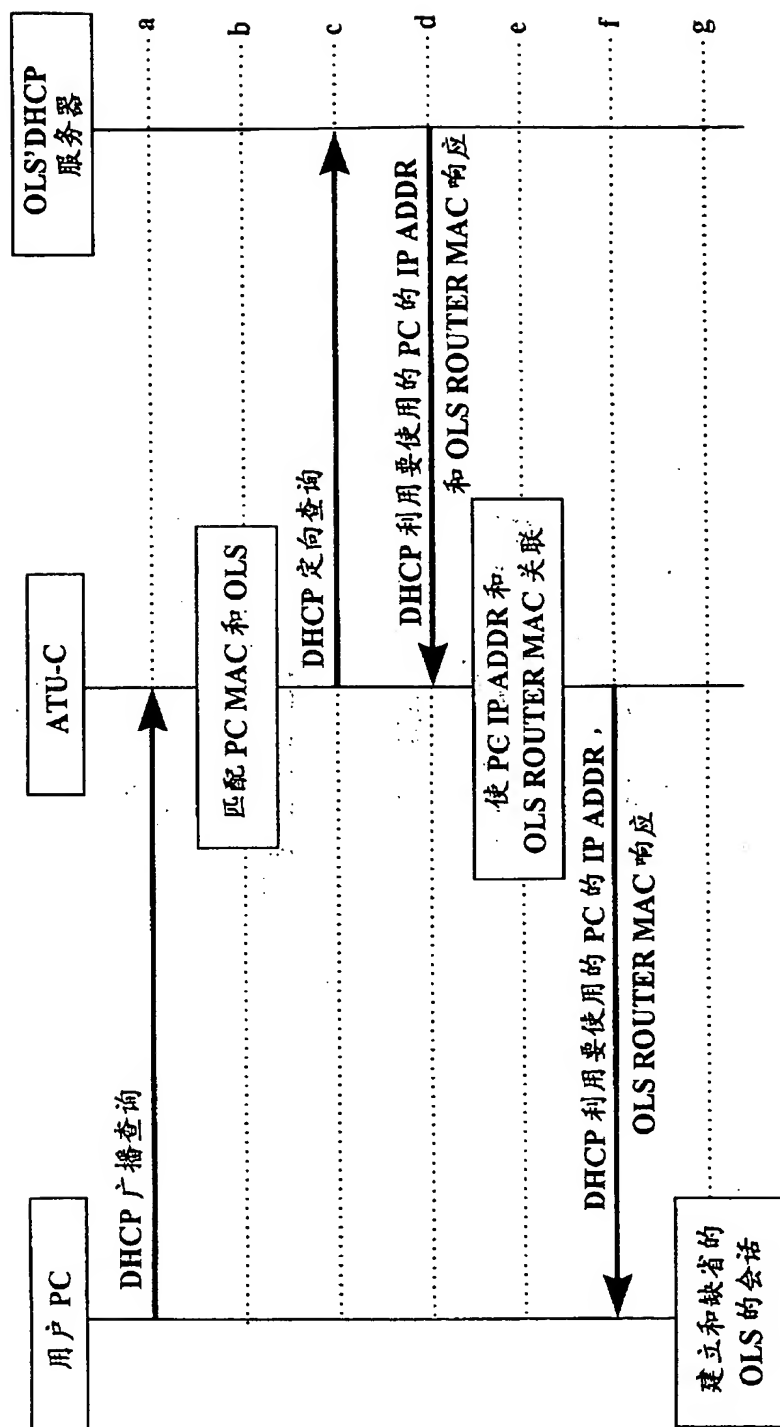 用户 PC
ATU-C
OLS'DHCP
服务器
DHCP 广播查询
a
匹配 PC MAC 和 OLS
b
DHCP 定向查询
c
d
DHCP 利用要使用的 PC 的 IP ADDR
和 OLS ROUTER MAC 响应
使 PC IP ADDR 和
OLS ROUTER MAC 关联
e
f
DHCP 利用要使用的 PC 的 IP ADDR ,
OLS ROUTER MAC 响应
建立和缺省的
OLS 的会话
g